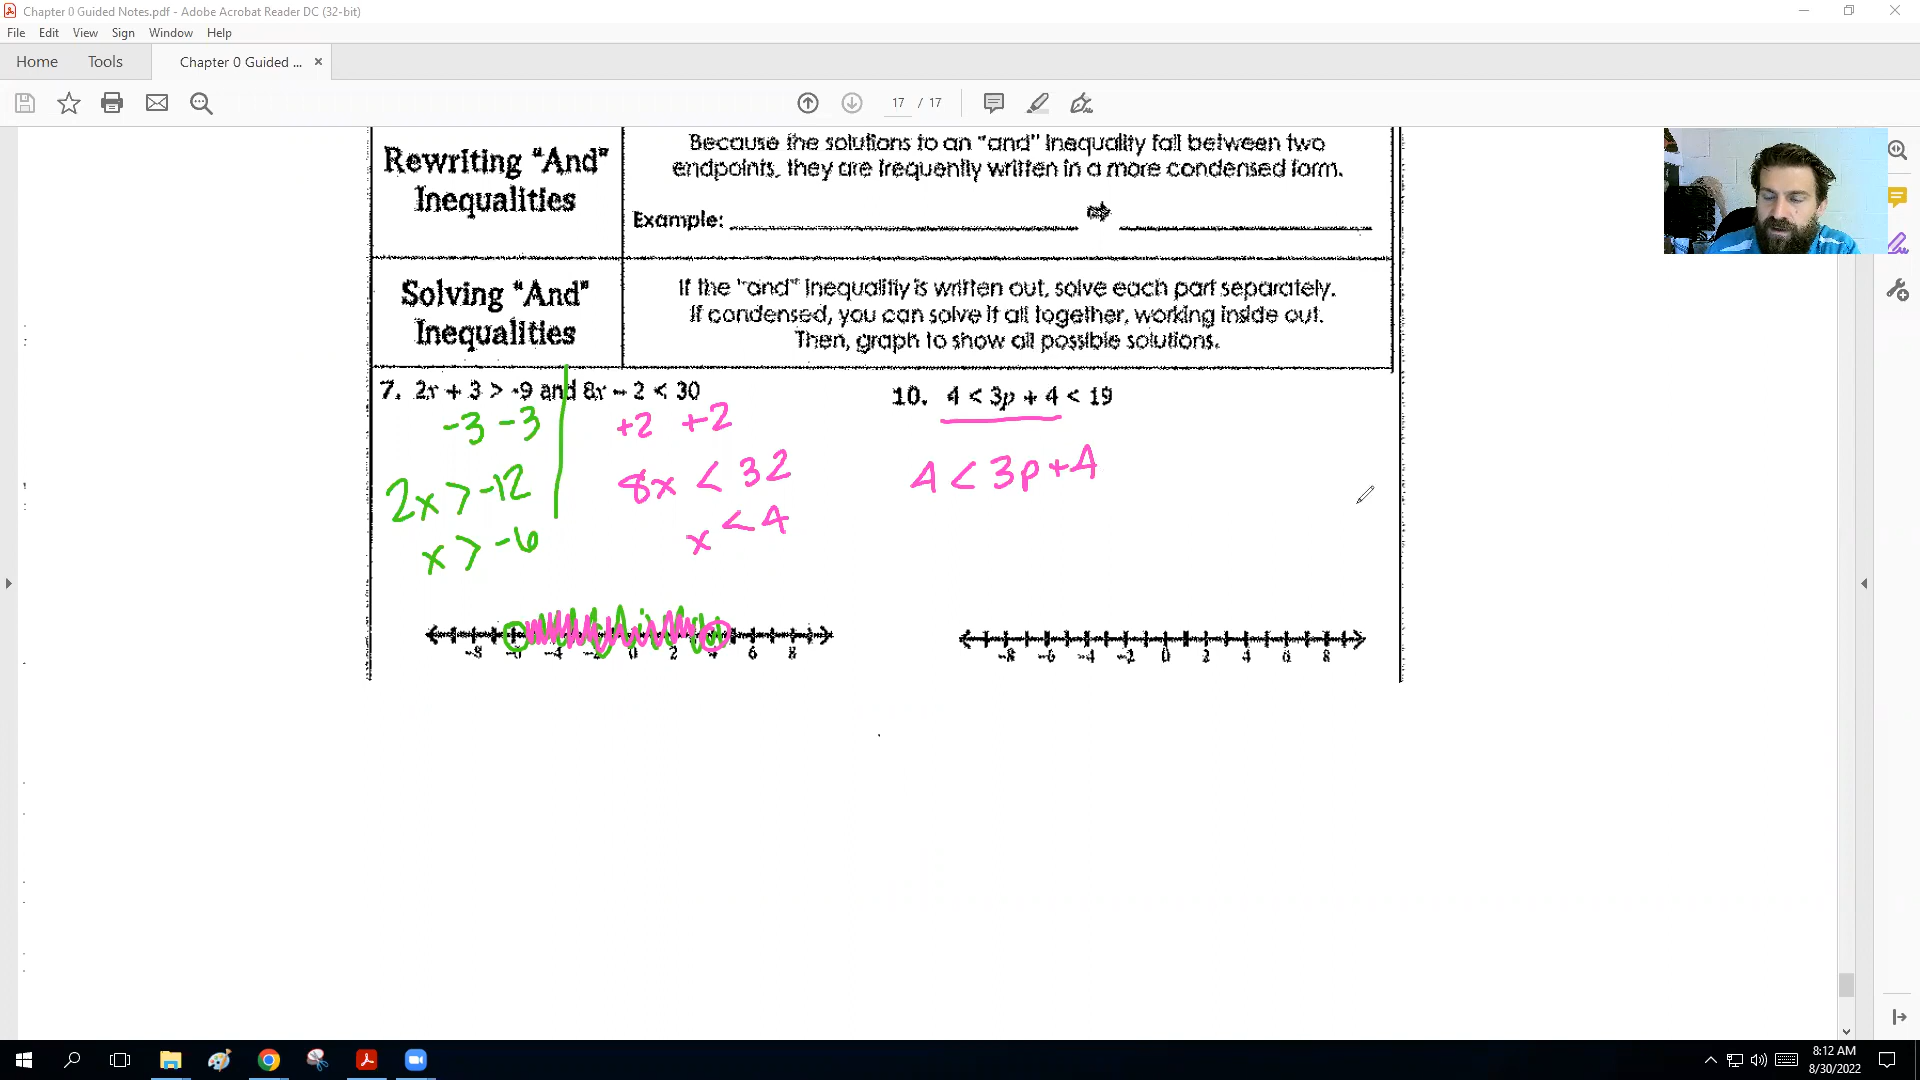 Chapter 0 Guided Notes.pdf - Adobe Acrobat Reader DC (32-bit)
File Edit View Sign Window Help
Home Tools Chapter 0 Guided ... ×
17 / 17
Rewriting "And"
Inequalities
Because the solutions to an "and" inequality fall between two
endpoints, they are frequently written in a more condensed form.
Example: ⇨
Solving "And"
Inequalities
If the "and" inequality is written out, solve each part separately.
If condensed, you can solve it all together, working inside out.
Then, graph to show all possible solutions.
7. 2x + 3 > -9 and 8x - 2 < 30
-3 -3
2x > -12
x > -6
+2 +2
8x < 32
x < 4
-8 -6 -4 -2 0 2 4 6 8
10. 4 < 3p + 4 < 19
4 < 3p+4
-8 -6 -4 -2 0 2 4 6 8
8:12 AM
8/30/2022